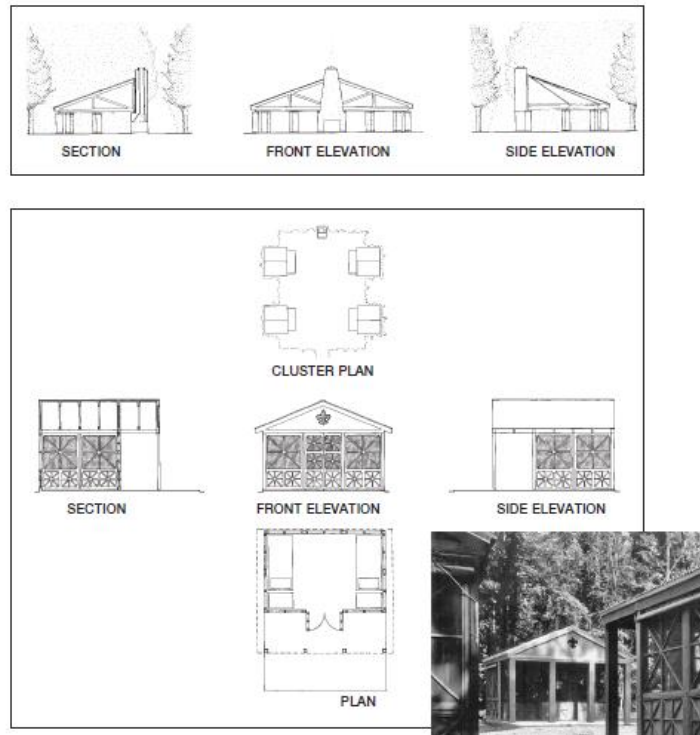 SECTION
FRONT ELEVATION
SIDE ELEVATION
CLUSTER PLAN
SECTION
FRONT ELEVATION
SIDE ELEVATION
PLAN